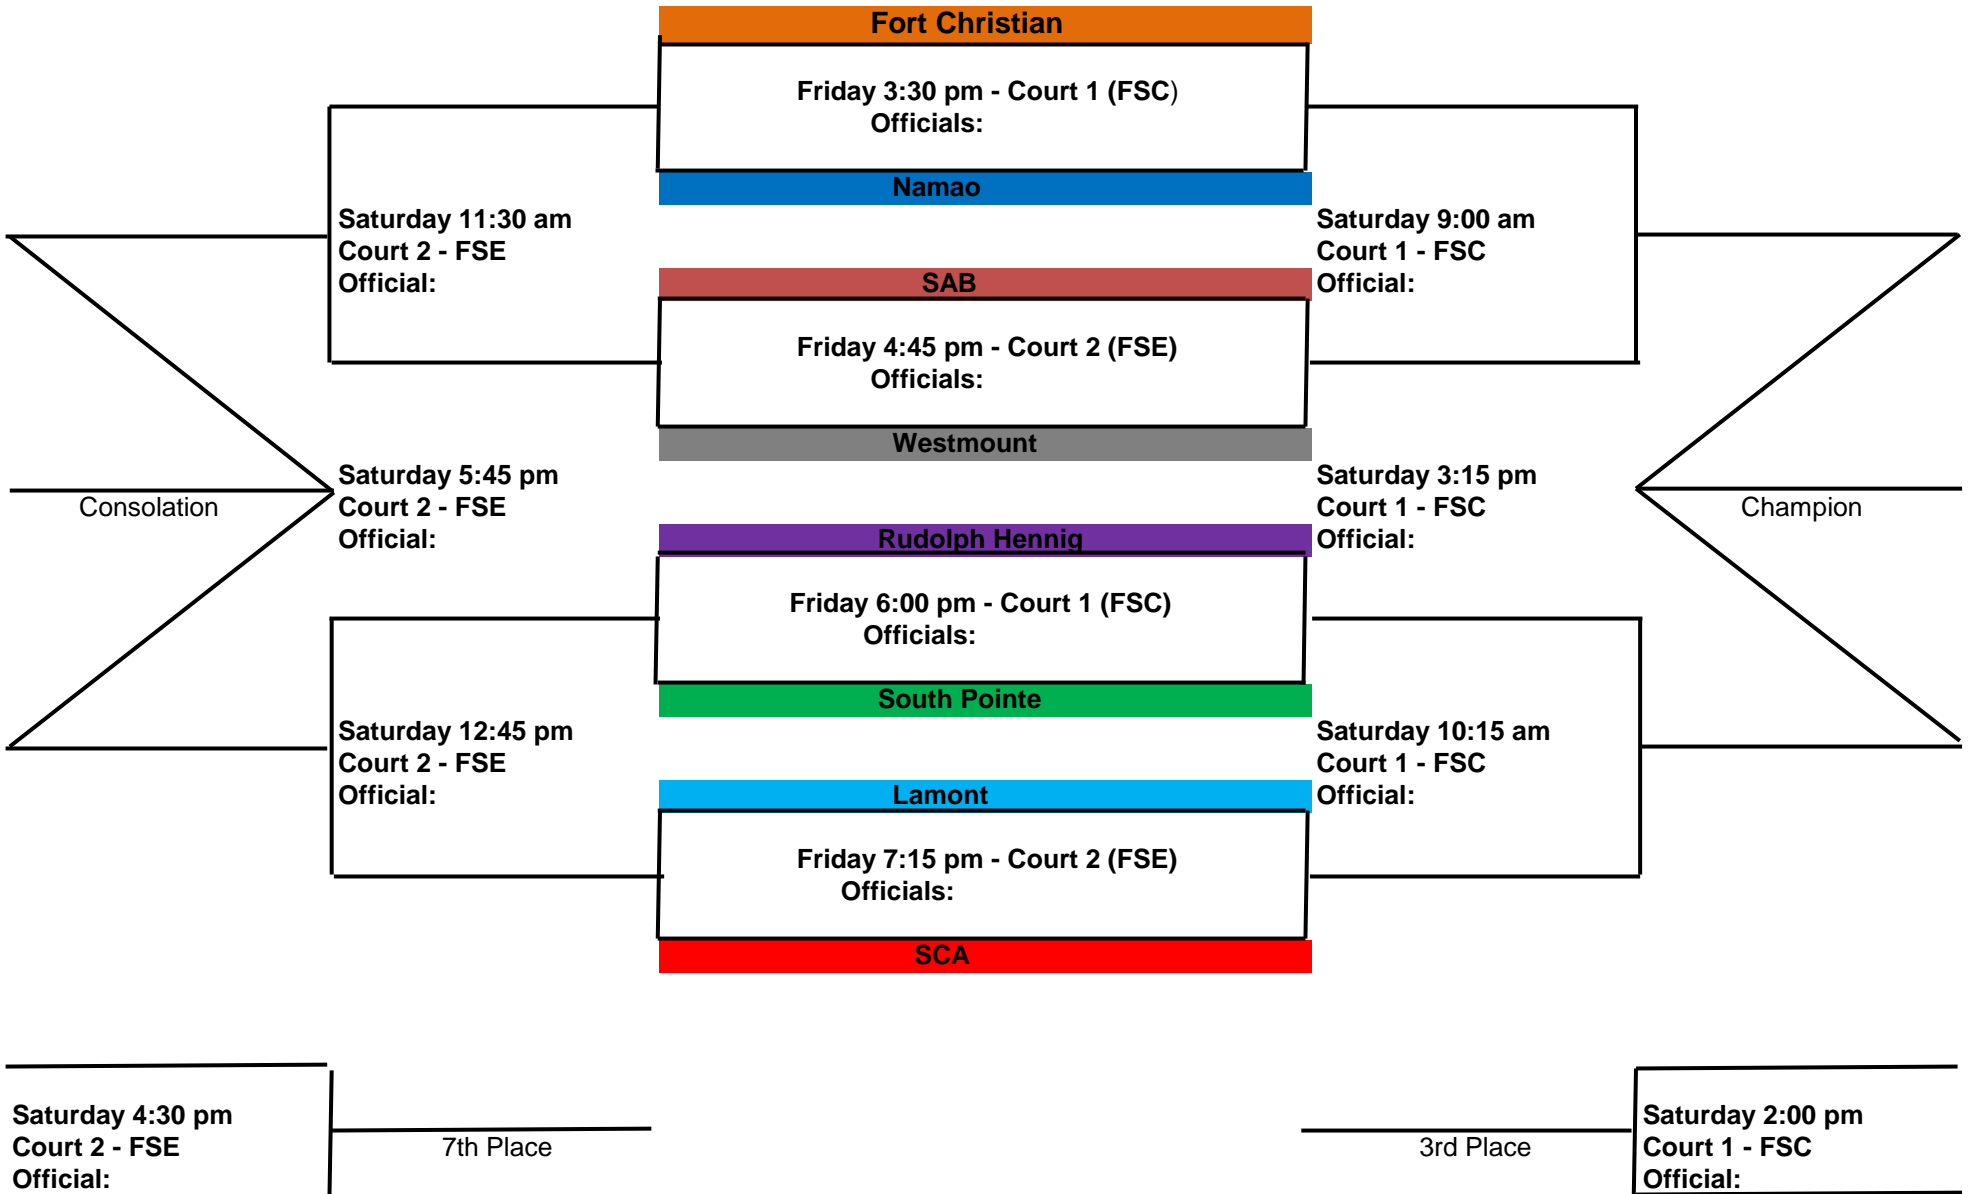 Fort Christian
Friday 3:30 pm - Court 1 (FSC)
Officials:
Namao
Saturday 11:30 am
Court 2 - FSE
Official:
Saturday 9:00 am
Court 1 - FSC
Official:
SAB
Friday 4:45 pm - Court 2 (FSE)
Officials:
Westmount
Saturday 5:45 pm
Court 2 - FSE
Official:
Consolation
Saturday 3:15 pm
Court 1 - FSC
Official:
Champion
Rudolph Hennig
Friday 6:00 pm - Court 1 (FSC)
Officials:
South Pointe
Saturday 12:45 pm
Court 2 - FSE
Official:
Saturday 10:15 am
Court 1 - FSC
Official:
Lamont
Friday 7:15 pm - Court 2 (FSE)
Officials:
SCA
Saturday 4:30 pm
Court 2 - FSE
Official:
7th Place
3rd Place
Saturday 2:00 pm
Court 1 - FSC
Official: